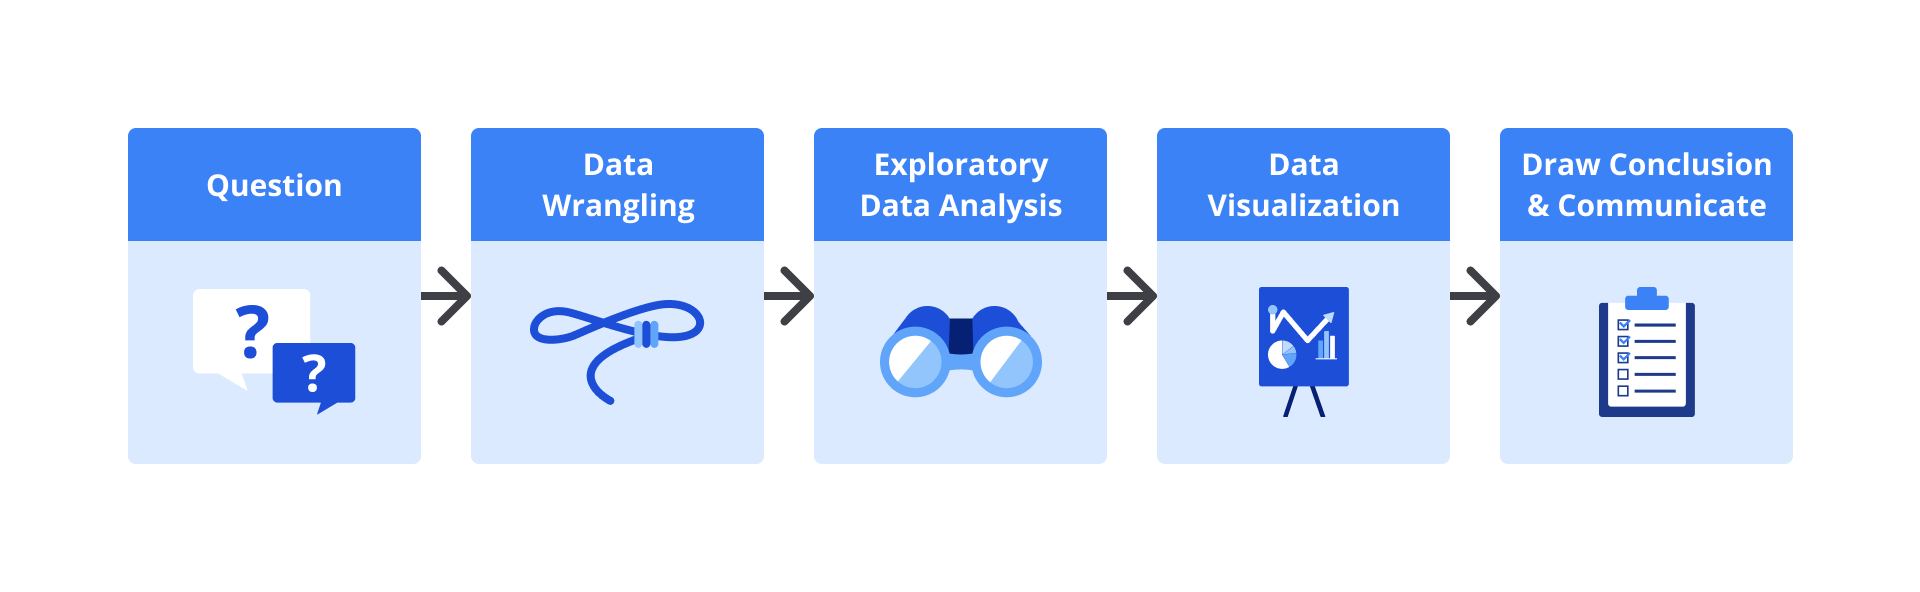 Question
Data
Wrangling
Exploratory
Data Analysis
Data
Visualization
Draw Conclusion
& Communicate
?
?